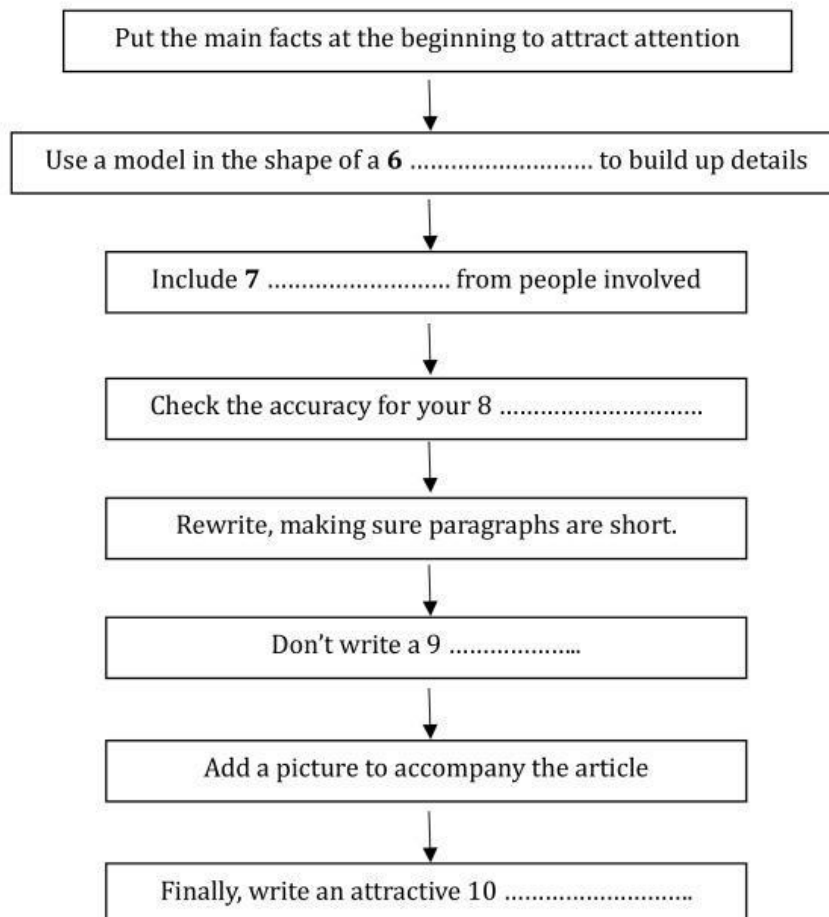 Put the main facts at the beginning to attract attention
Use a model in the shape of a 6 ………………………. to build up details
Include 7 ………………………. from people involved
Check the accuracy for your 8 ………………………….
Rewrite, making sure paragraphs are short.
Don’t write a 9 ………………..
Add a picture to accompany the article
Finally, write an attractive 10 ………………………..